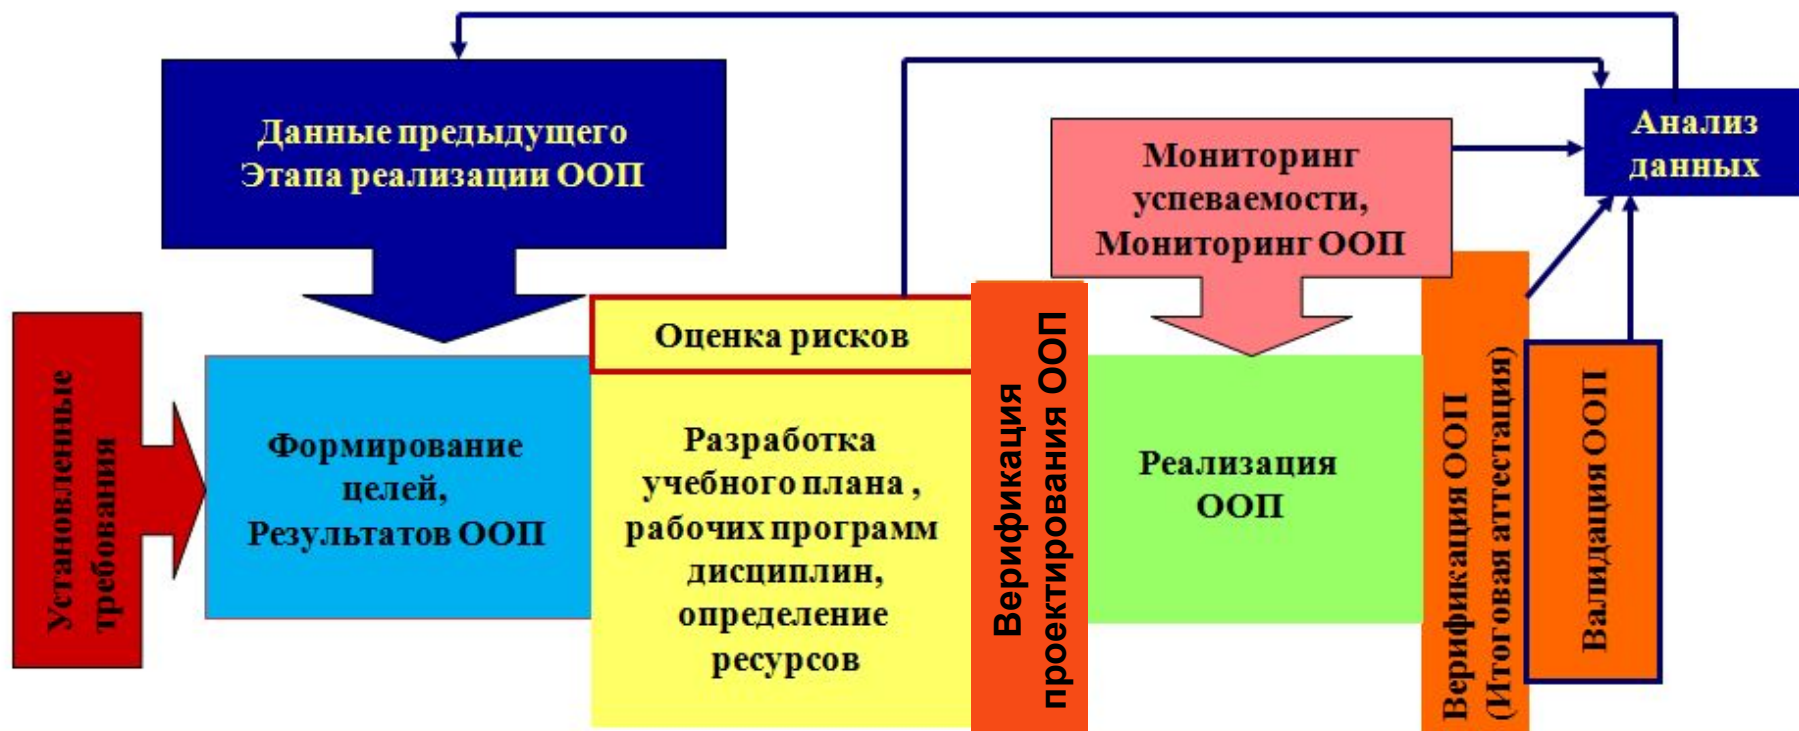 Данные предыдущего
Этапа реализации ООП
Анализ
данных
Мониторинг
успеваемости,
Мониторинг ООП
Установленные
требования
Формирование
целей,
Результатов ООП
Оценка рисков
Разработка
учебного плана ,
рабочих программ
дисциплин,
определение
ресурсов
Верификация
проектирования ООП
Реализация
ООП
Верификация ООП
(Итоговая аттестация)
Валидация ООП